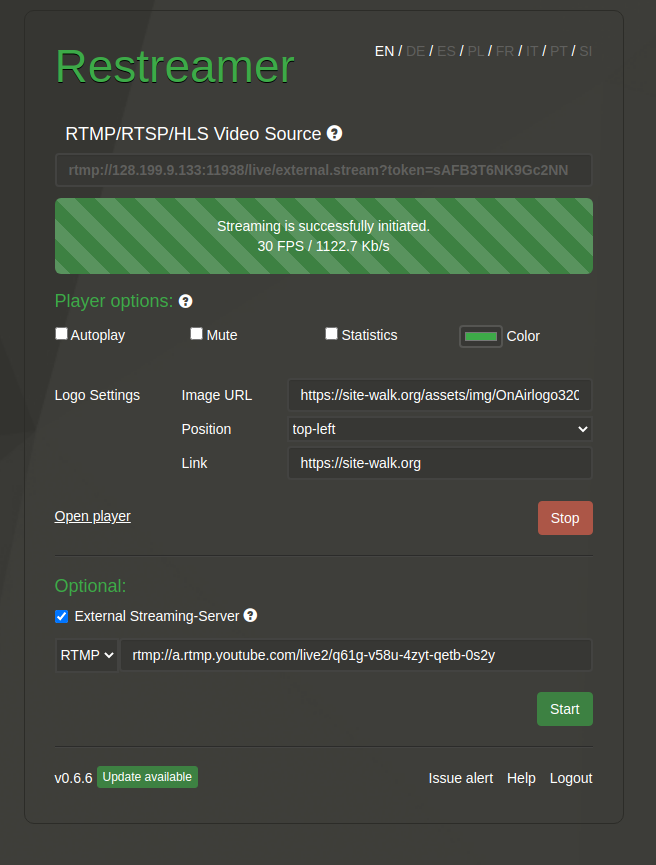 Restreamer
EN / DE / ES / PL / FR / IT / PT / SI
RTMP/RTSP/HLS Video Source
rtmp://128.199.9.133:11938/live/external.stream?token=sAFB3T6NK9Gc2NN
Streaming is successfully initiated.
30 FPS / 1122.7 Kb/s
Player options:
Autoplay Mute Statistics Color
Logo Settings Image URL https://site-walk.org/assets/img/OnAirlogo320
Position top-left
Link https://site-walk.org
Open player Stop
Optional:
External Streaming-Server
RTMP rtmp://a.rtmp.youtube.com/live2/q61g-v58u-4zyt-qetb-0s2y
Start
v0.6.6 Update available Issue alert Help Logout